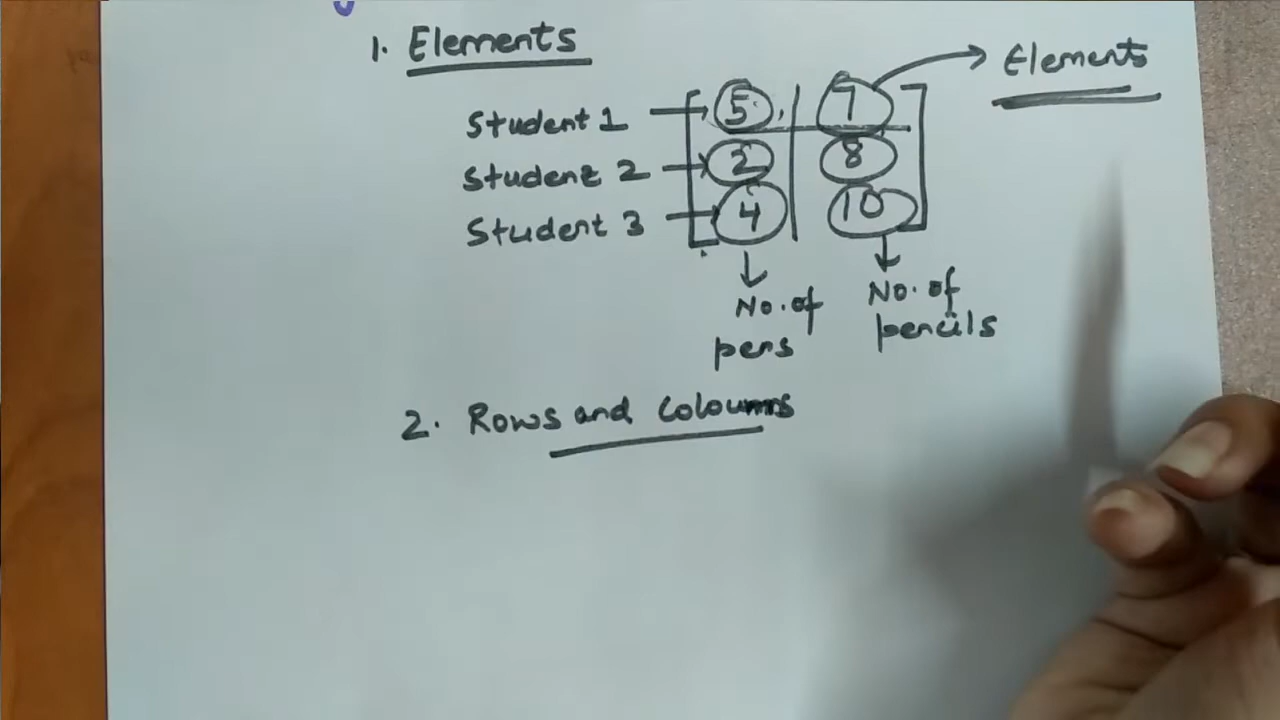 1. Elements
Elements
Student 1 → [5, 7]
Student 2 → [2 8]
Student 3 → [4 10]
No. of pens
No. of pencils
2. Rows and Coloumns